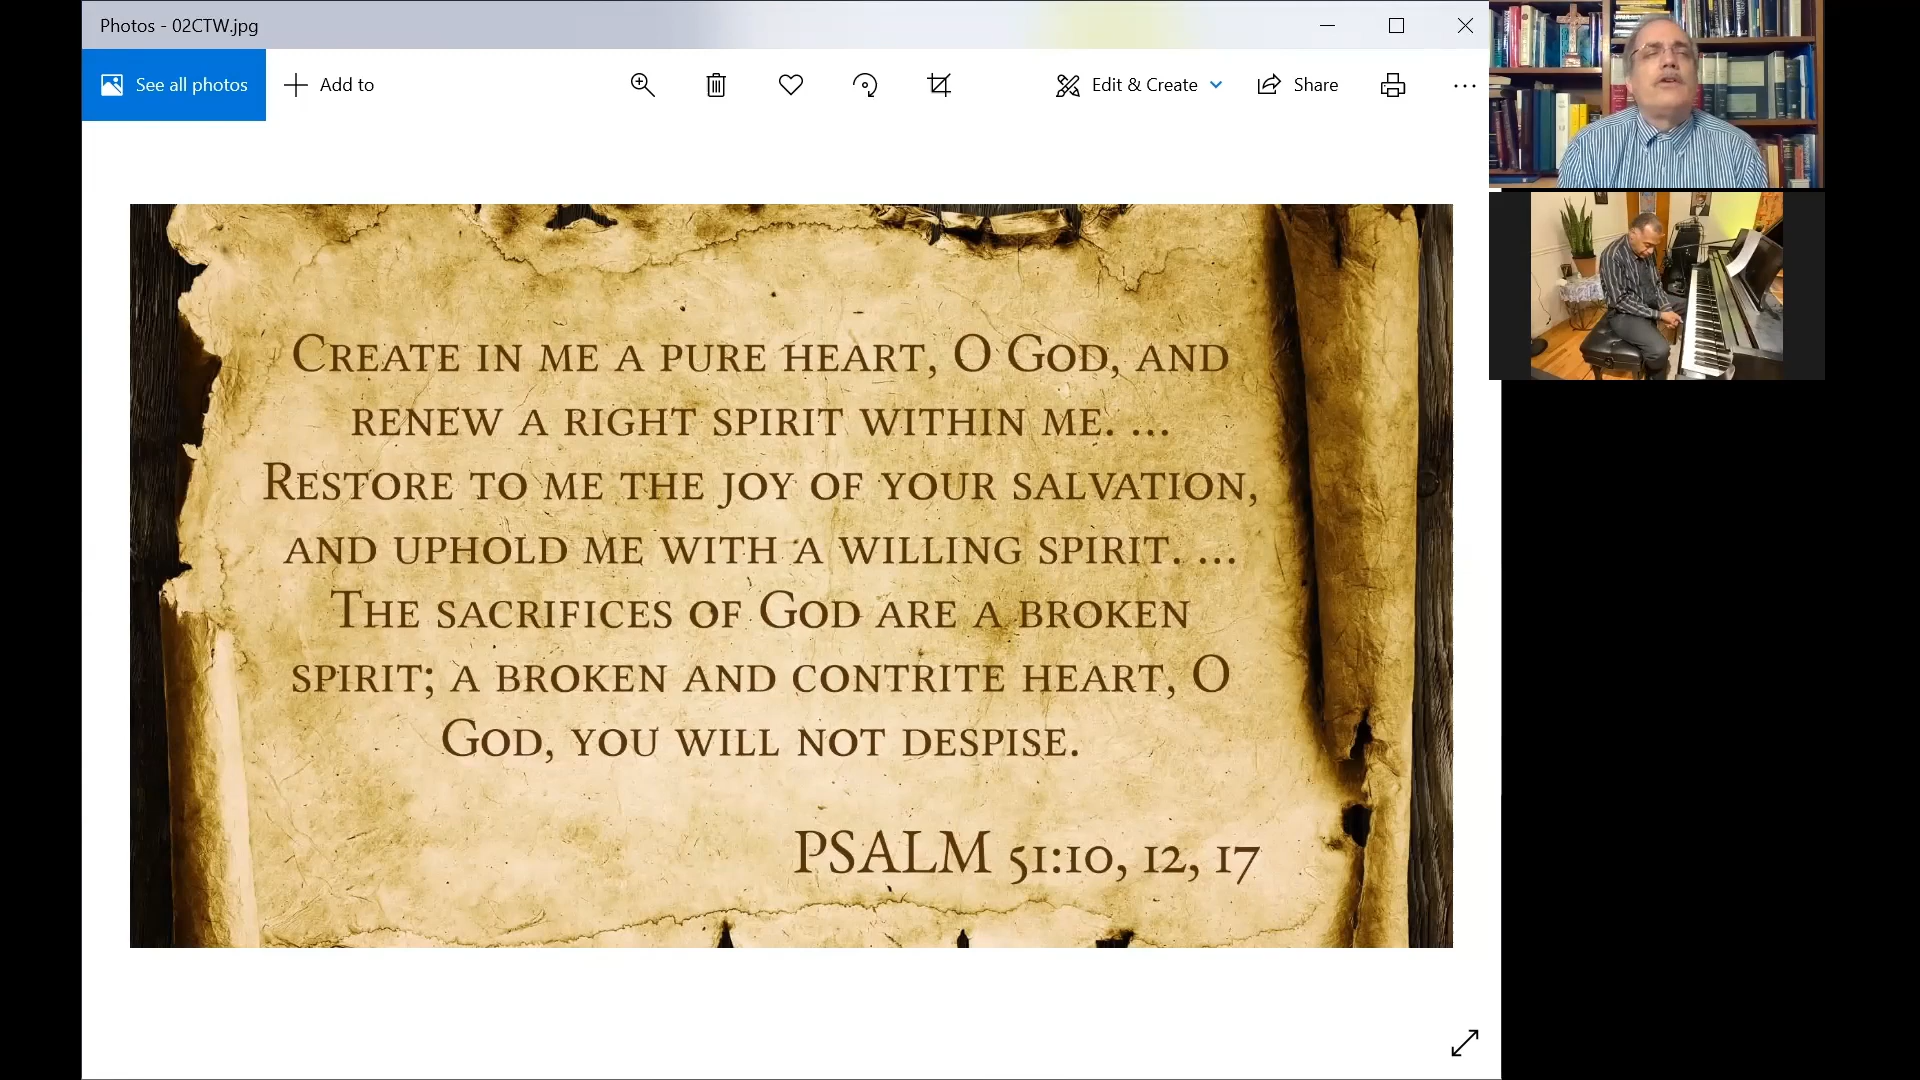 Photos - 02CTW.jpg
See all photos
Add to
Edit & Create
Share
CREATE IN ME A PURE HEART, O GOD, AND
RENEW A RIGHT SPIRIT WITHIN ME. ...
RESTORE TO ME THE JOY OF YOUR SALVATION,
AND UPHOLD ME WITH A WILLING SPIRIT. ...
THE SACRIFICES OF GOD ARE A BROKEN
SPIRIT; A BROKEN AND CONTRITE HEART, O
GOD, YOU WILL NOT DESPISE.
PSALM 51:10, 12, 17